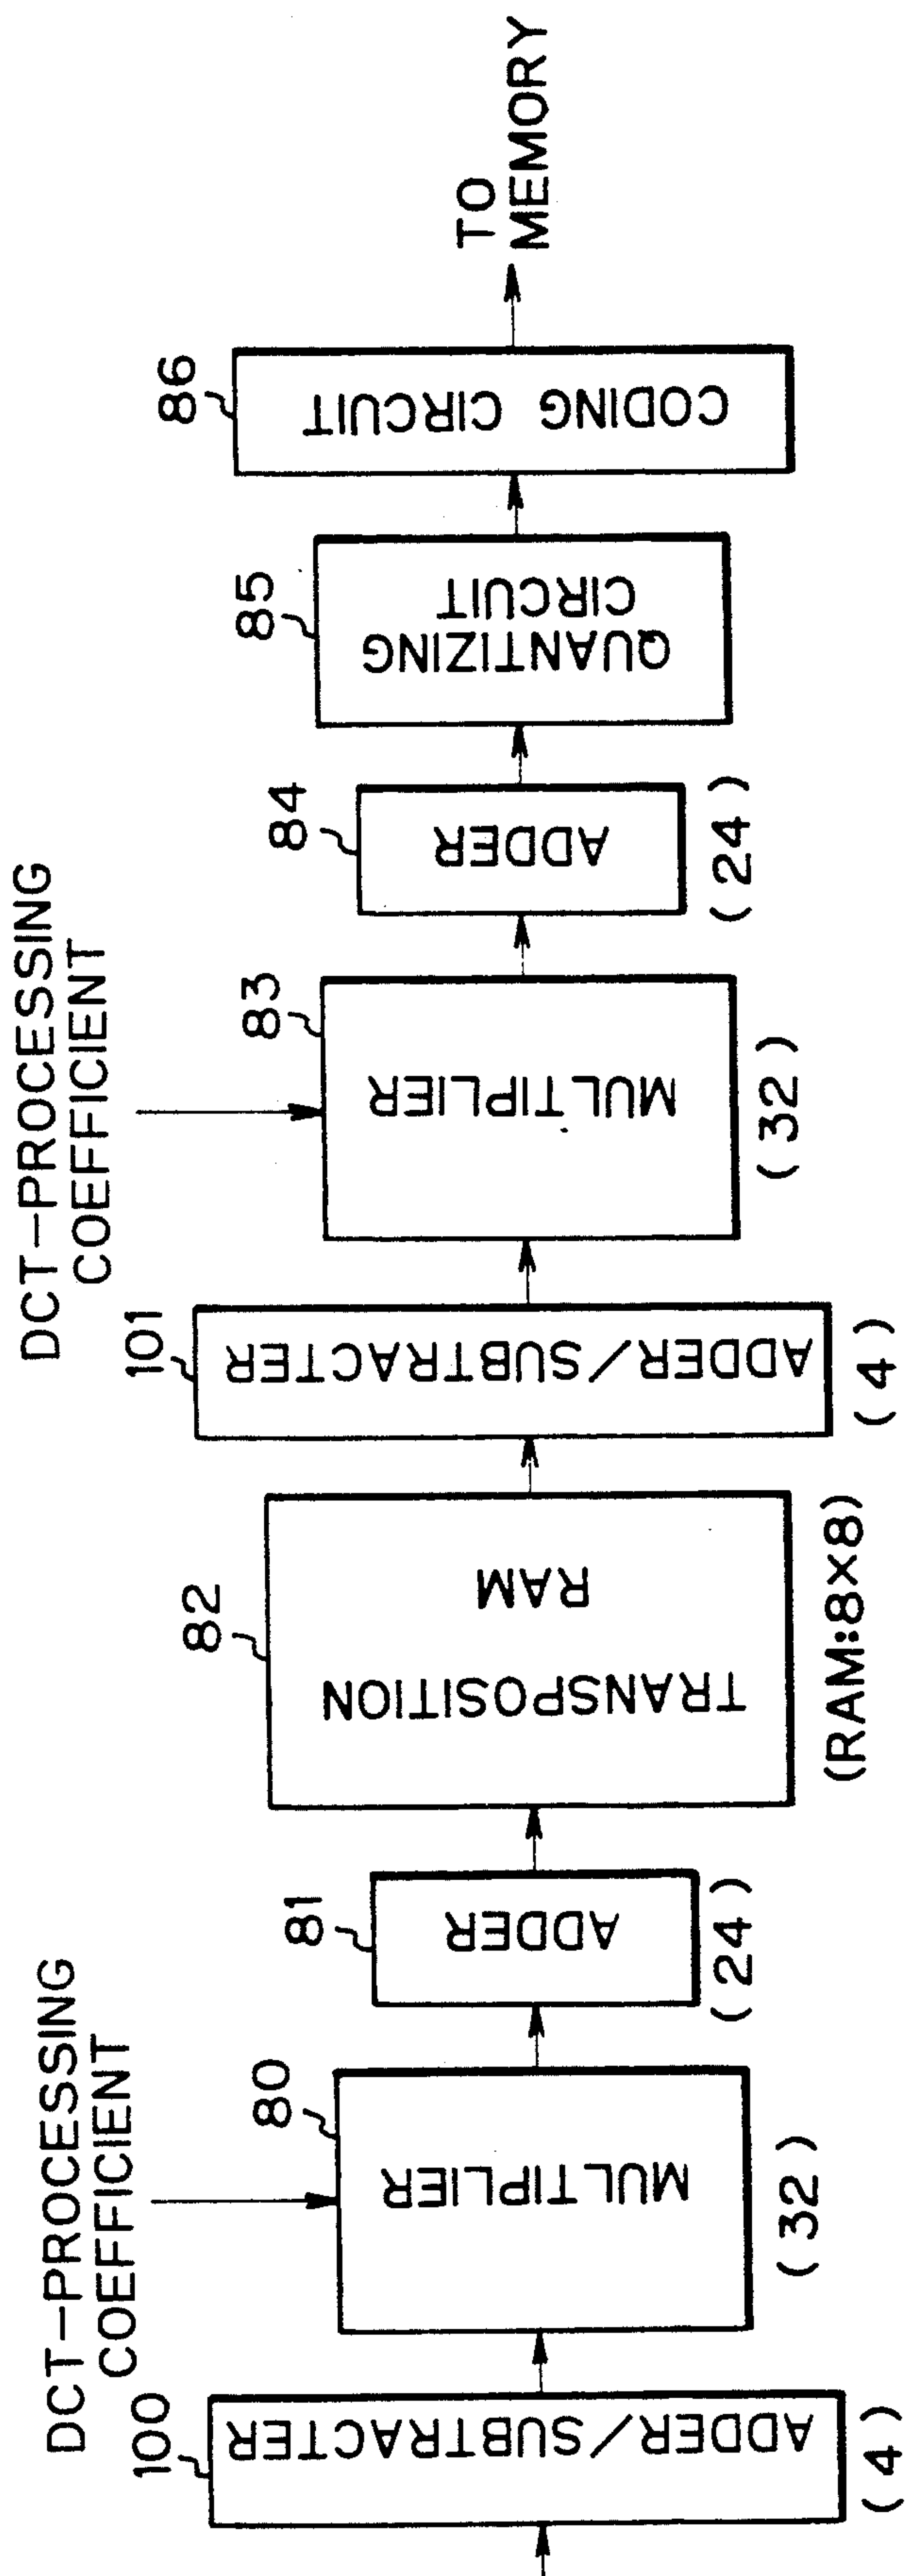 DCT-PROCESSING
COEFFICIENT
DCT-PROCESSING
COEFFICIENT
100
ADDER/SUBTRACTER
(4)
80
MULTIPLIER
(32)
81
ADDER
(24)
82
TRANSPOSITION
RAM
(RAM:8×8)
101
ADDER/SUBTRACTER
(4)
83
MULTIPLIER
(32)
84
ADDER
(24)
85
QUANTIZING
CIRCUIT
86
CODING CIRCUIT
TO
MEMORY